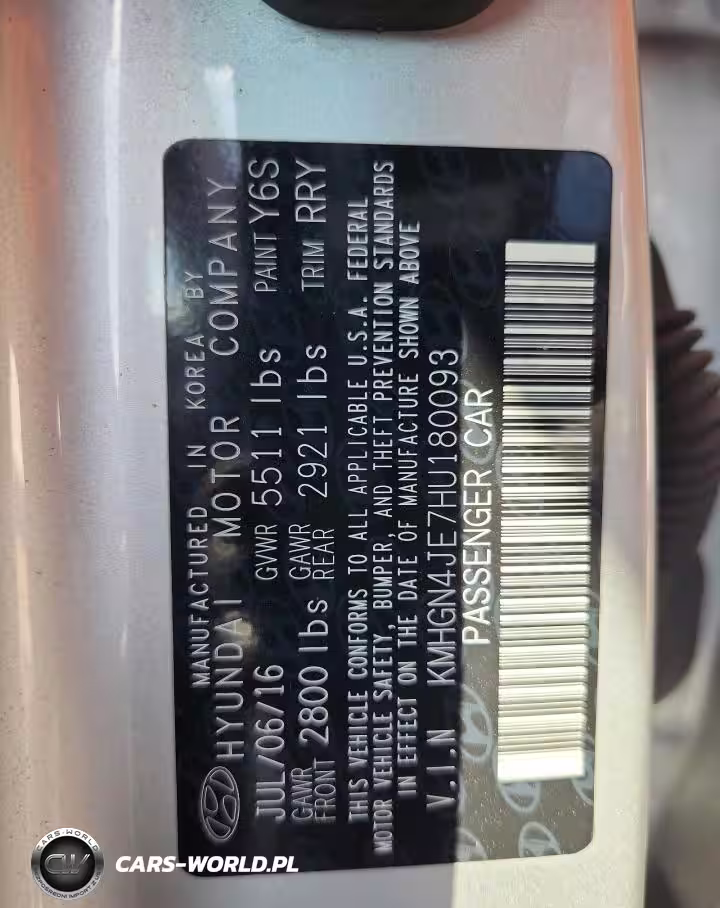 MANUFACTURED IN KOREA BY
HYUNDAI MOTOR COMPANY
JUL/06/16 GVWR 5511 lbs PAINT Y6S
GAWR FRONT 2800 lbs GAWR REAR 2921 lbs TRIM RRY
THIS VEHICLE CONFORMS TO ALL APPLICABLE U.S.A. FEDERAL
MOTOR VEHICLE SAFETY, BUMPER, AND THEFT PREVENTION STANDARDS
IN EFFECT ON THE DATE OF MANUFACTURE SHOWN ABOVE
V.I.N KMHGN4JE7HU180093
PASSENGER CAR
CARS-WORLD.PL